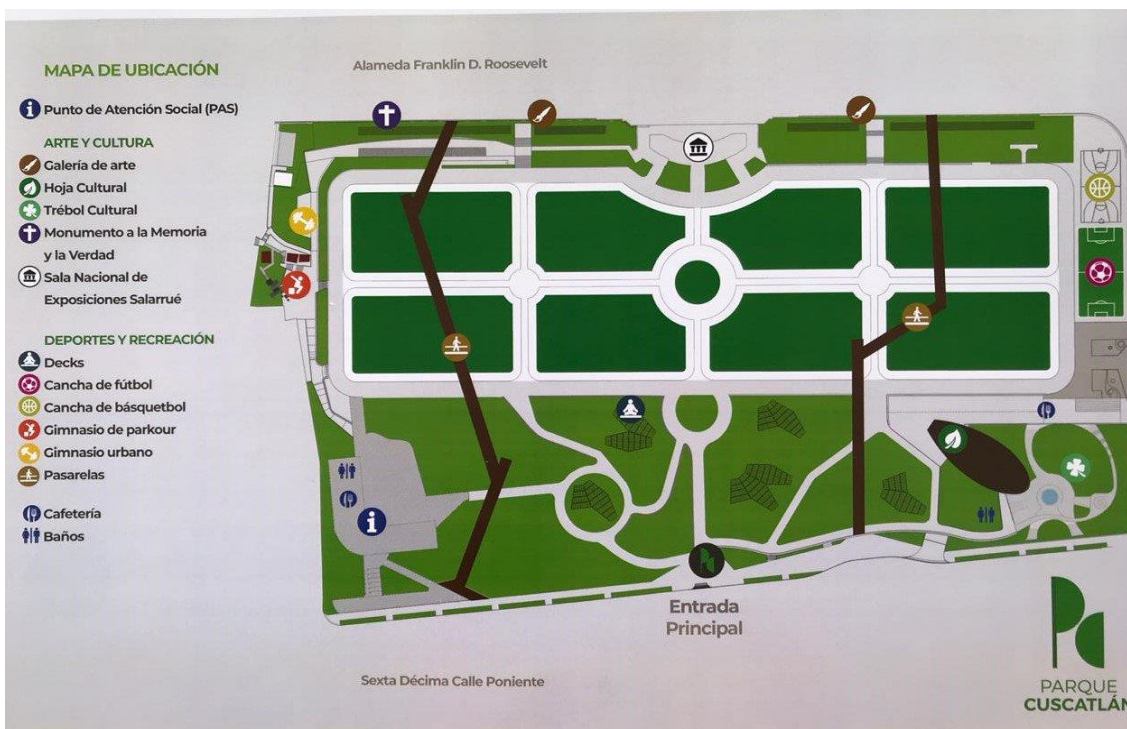 MAPA DE UBICACIÓN
Punto de Atención Social (PAS)
ARTE Y CULTURA
Galería de arte
Hoja Cultural
Trébol Cultural
Monumento a la Memoria
y la Verdad
Sala Nacional de
Exposiciones Salarrué
DEPORTES Y RECREACIÓN
Decks
Cancha de fútbol
Cancha de básquetbol
Gimnasio de parkour
Gimnasio urbano
Pasarelas
Cafetería
Baños
Alameda Franklin D. Roosevelt
Entrada
Principal
Sexta Décima Calle Poniente
PARQUE
CUSCATLÁN